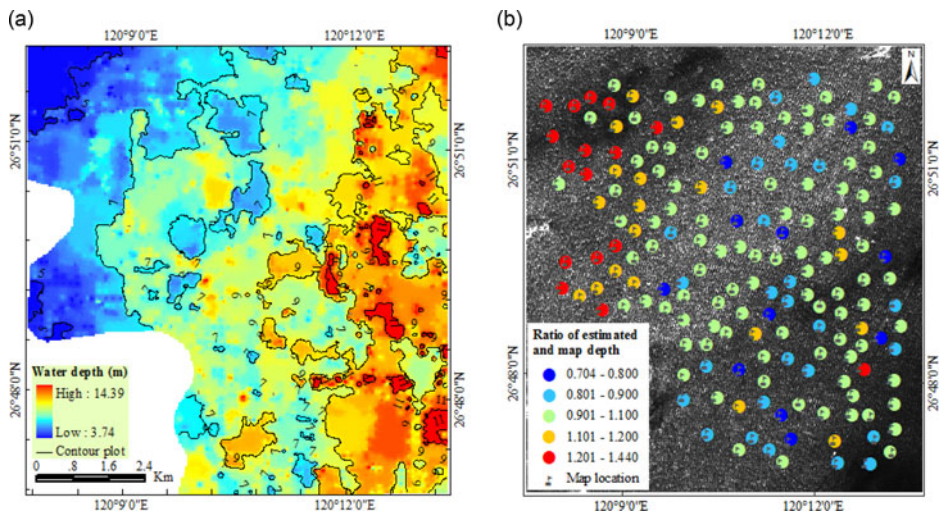 (a)
120°9'0"E
120°12'0"E
26°51'0"N
26°51'0"N
26°48'0"N
26°48'0"N
Water depth (m)
High : 14.39
Low : 3.74
Contour plot
0 .8 1.6 2.4
Km
120°9'0"E
120°12'0"E
(b)
120°9'0"E
120°12'0"E
N
26°51'0"N
26°51'0"N
26°48'0"N
26°48'0"N
Ratio of estimated
and map depth
0.704 - 0.800
0.801 - 0.900
0.901 - 1.100
1.101 - 1.200
1.201 - 1.440
Map location
120°9'0"E
120°12'0"E